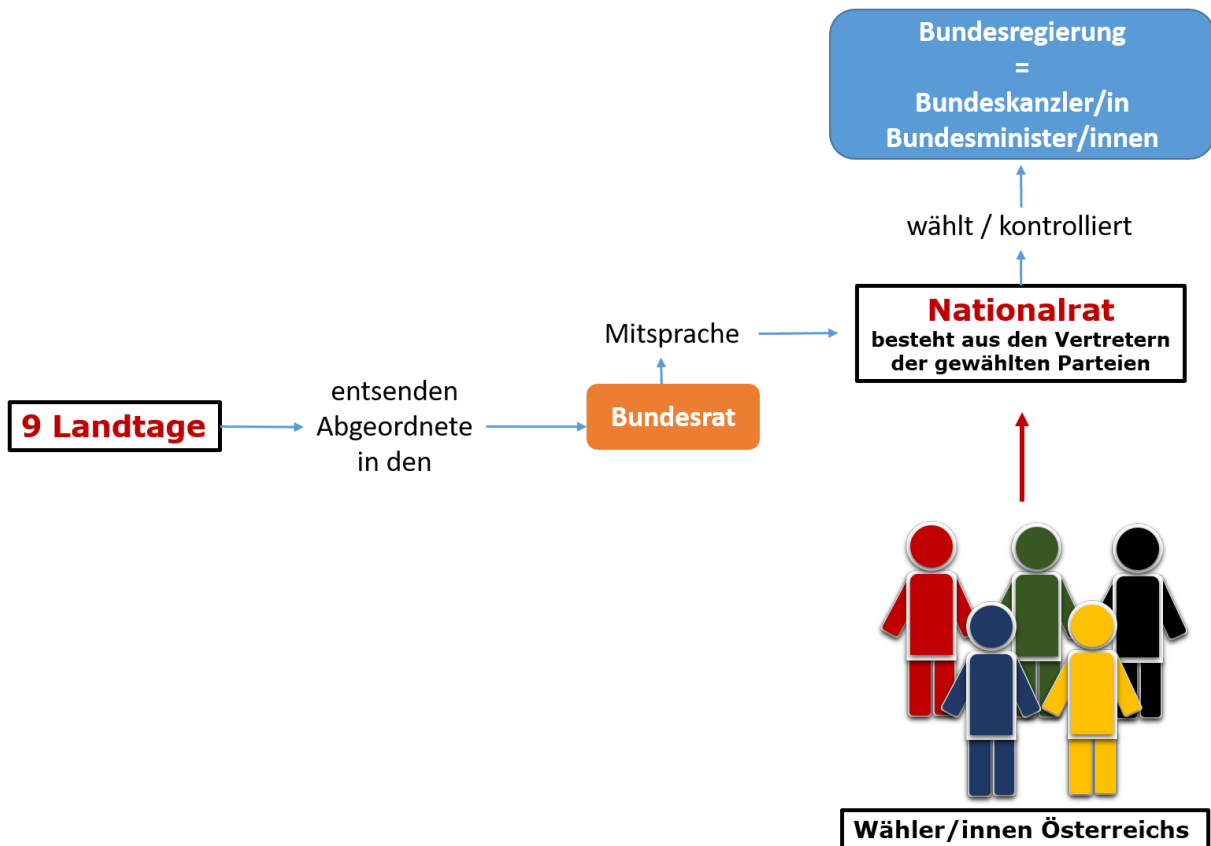 Bundesregierung
=
Bundeskanzler/in
Bundesminister/innen
wählt / kontrolliert
Nationalrat
besteht aus den Vertretern
der gewählten Parteien
Mitsprache
Bundesrat
entsenden
Abgeordnete
in den
9 Landtage
Wähler/innen Österreichs